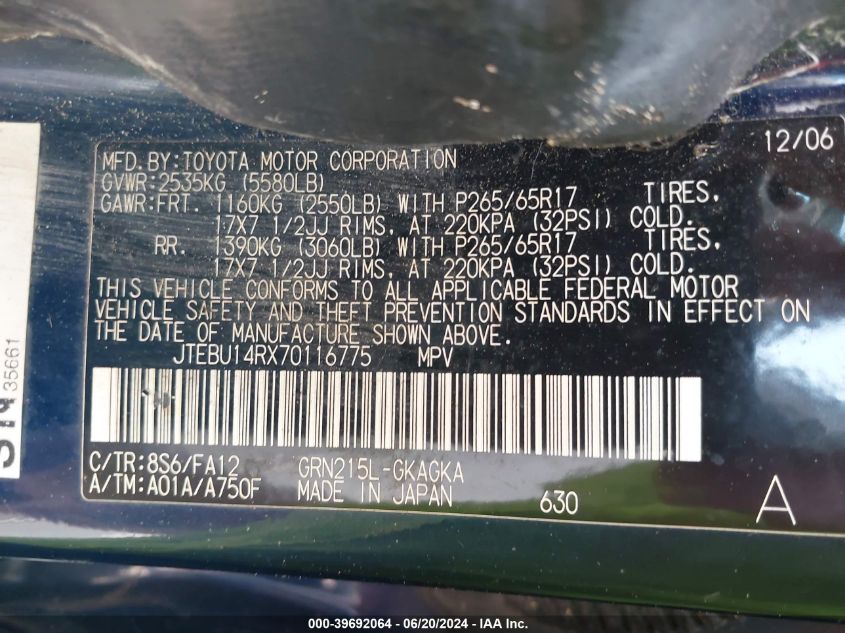 12/06
MFD.BY:TOYOTA MOTOR CORPORATION
GVWR:2535KG (5580LB)
GAWR:FRT. 1160KG (2550LB) WITH P265/65R17 TIRES.
17X7 1/2JJ RIMS. AT 220KPA (32PSI) COLD.
RR. 1390KG (3060LB) WITH P265/65R17 TIRES,
17X7 1/2JJ RIMS. AT 220KPA (32PSI) COLD.
THIS VEHICLE CONFORMS TO ALL APPLICABLE FEDERAL MOTOR
VEHICLE SAFETY AND THEFT PREVENTION STANDARDS IN EFFECT ON
THE DATE OF MANUFACTURE SHOWN ABOVE.
JTEBU14RX70116775 MPV
C/TR:8S6/FA12 GRN215L-GKAGKA
A/TM:A01A/A750F MADE IN JAPAN 630 A
35661
000-39692064 - 06/20/2024 - IAA Inc.